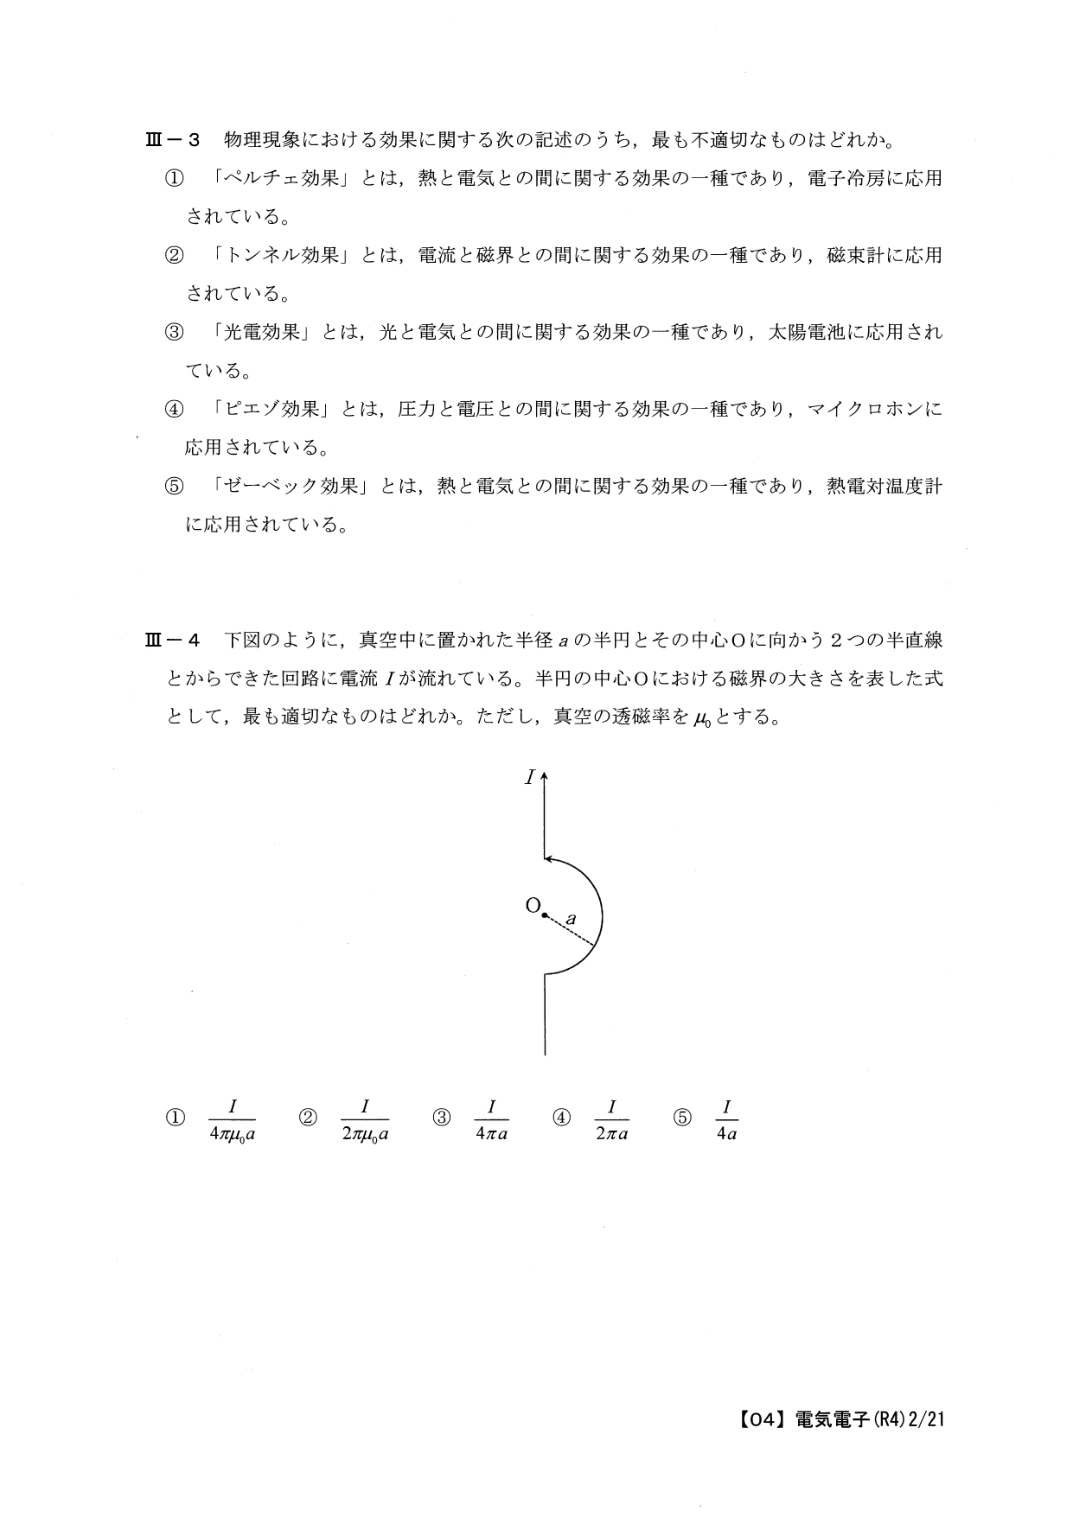 Ⅲ－3　物理現象における効果に関する次の記述のうち，最も不適切なものはどれか。
①　「ペルチェ効果」とは，熱と電気との間に関する効果の一種であり，電子冷房に応用
されている。
②　「トンネル効果」とは，電流と磁界との間に関する効果の一種であり，磁束計に応用
されている。
③　「光電効果」とは，光と電気との間に関する効果の一種であり，太陽電池に応用され
ている。
④　「ピエゾ効果」とは，圧力と電圧との間に関する効果の一種であり，マイクロホンに
応用されている。
⑤　「ゼーベック効果」とは，熱と電気との間に関する効果の一種であり，熱電対温度計
に応用されている。
Ⅲ－4　下図のように，真空中に置かれた半径 a の半円とその中心Oに向かう2つの半直線
とからできた回路に電流 I が流れている。半円の中心Oにおける磁界の大きさを表した式
として，最も適切なものはどれか。ただし，真空の透磁率をμ₀とする。
I
O
a
①　I/4πμ₀a　②　I/2πμ₀a　③　I/4πa　④　I/2πa　⑤　I/4a
【04】電気電子(R4)2/21